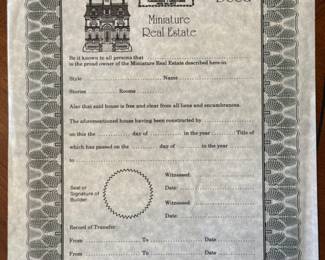 Deed
Miniature
Real Estate
Be it known to all persons that
is the proud owner of the Miniature Real Estate described here-in.
Style Name
Stories Rooms
Also that said house is free and clear from all liens and encumbrances.
The aforementioned house having been constructed by
on this the day of in the year Title of
which has passed on the day of in the year
to
Seal or
Signature of
Builder:
Witnessed:
Date:
Witnessed:
Date:
Record of Transfer:
From To Date
From To Date